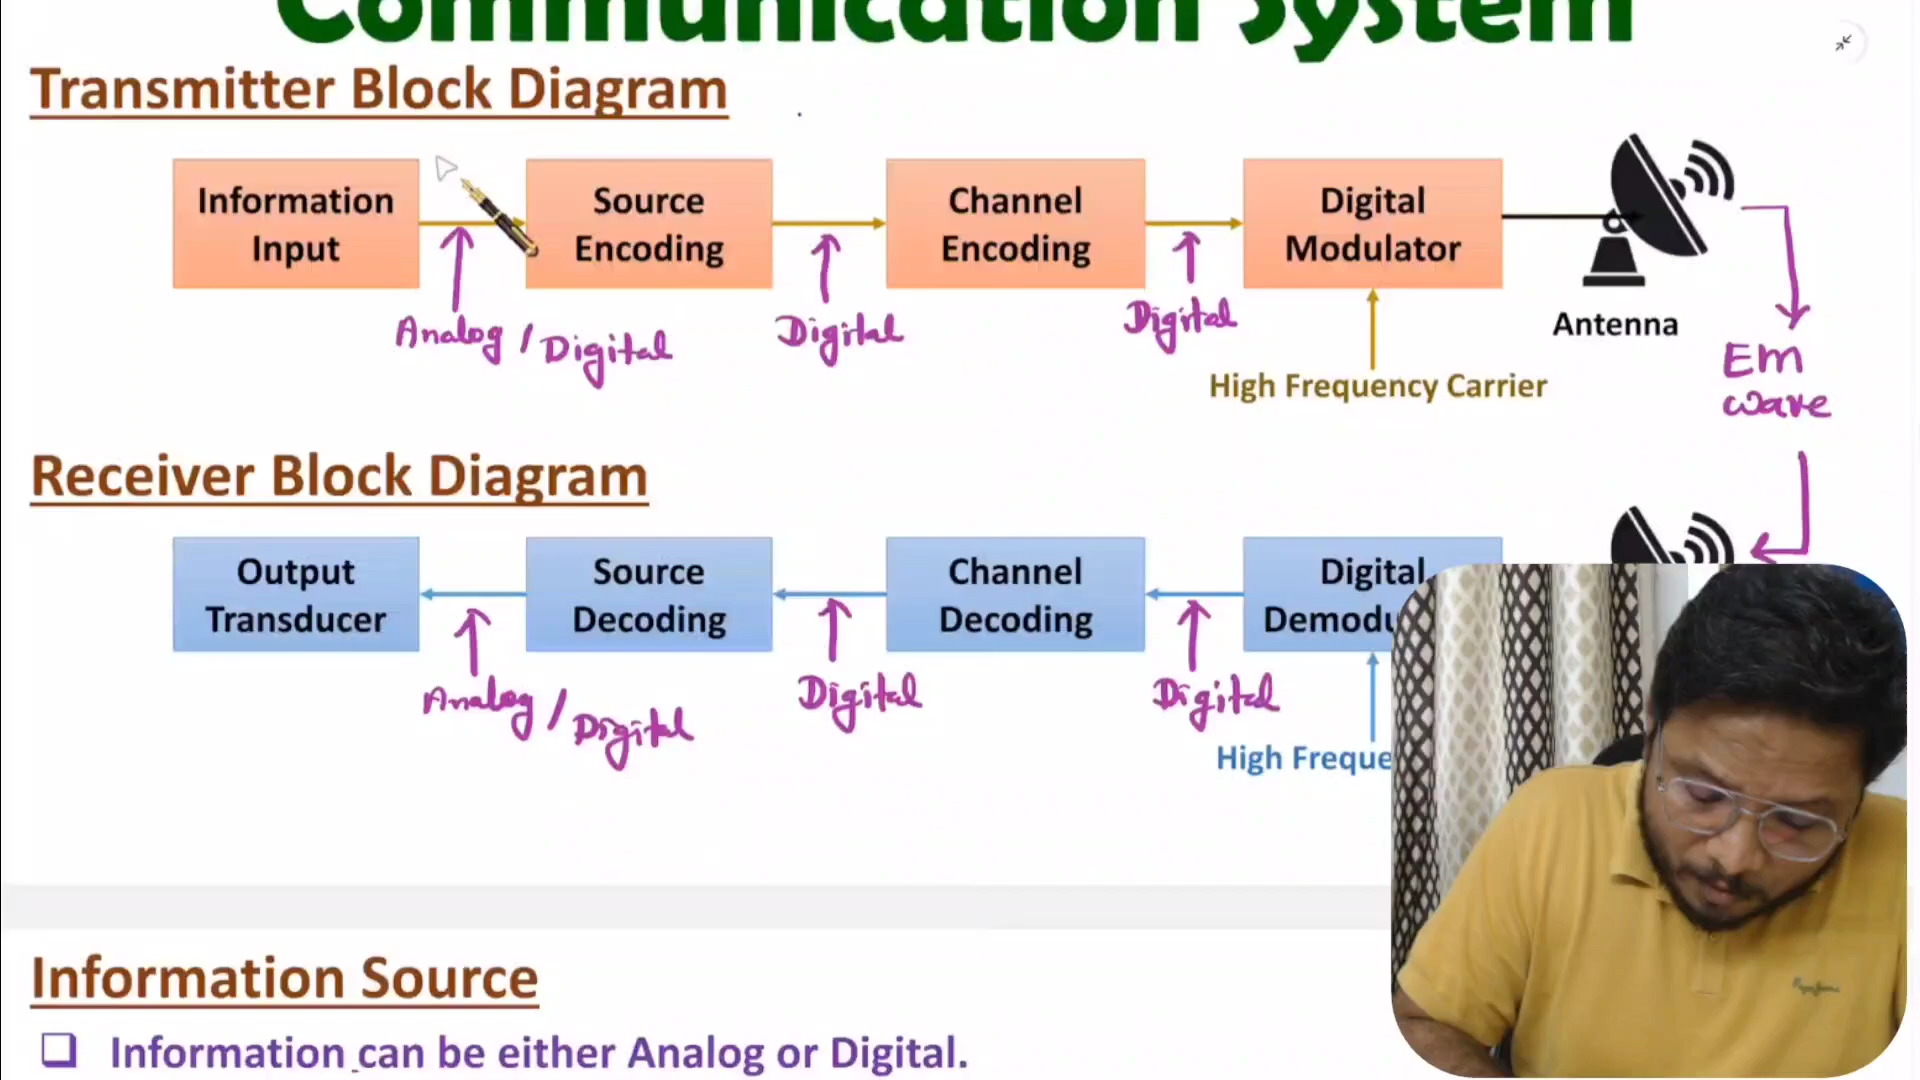 Communication System
Transmitter Block Diagram
Information
Input
Source
Encoding
Channel
Encoding
Digital
Modulator
Antenna
Analog / Digital
Digital
Digital
High Frequency Carrier
Em
wave
Receiver Block Diagram
Output
Transducer
Source
Decoding
Channel
Decoding
Digital
Demodu
Analog / Digital
Digital
Digital
High Freque
Information Source
❑ Information can be either Analog or Digital.